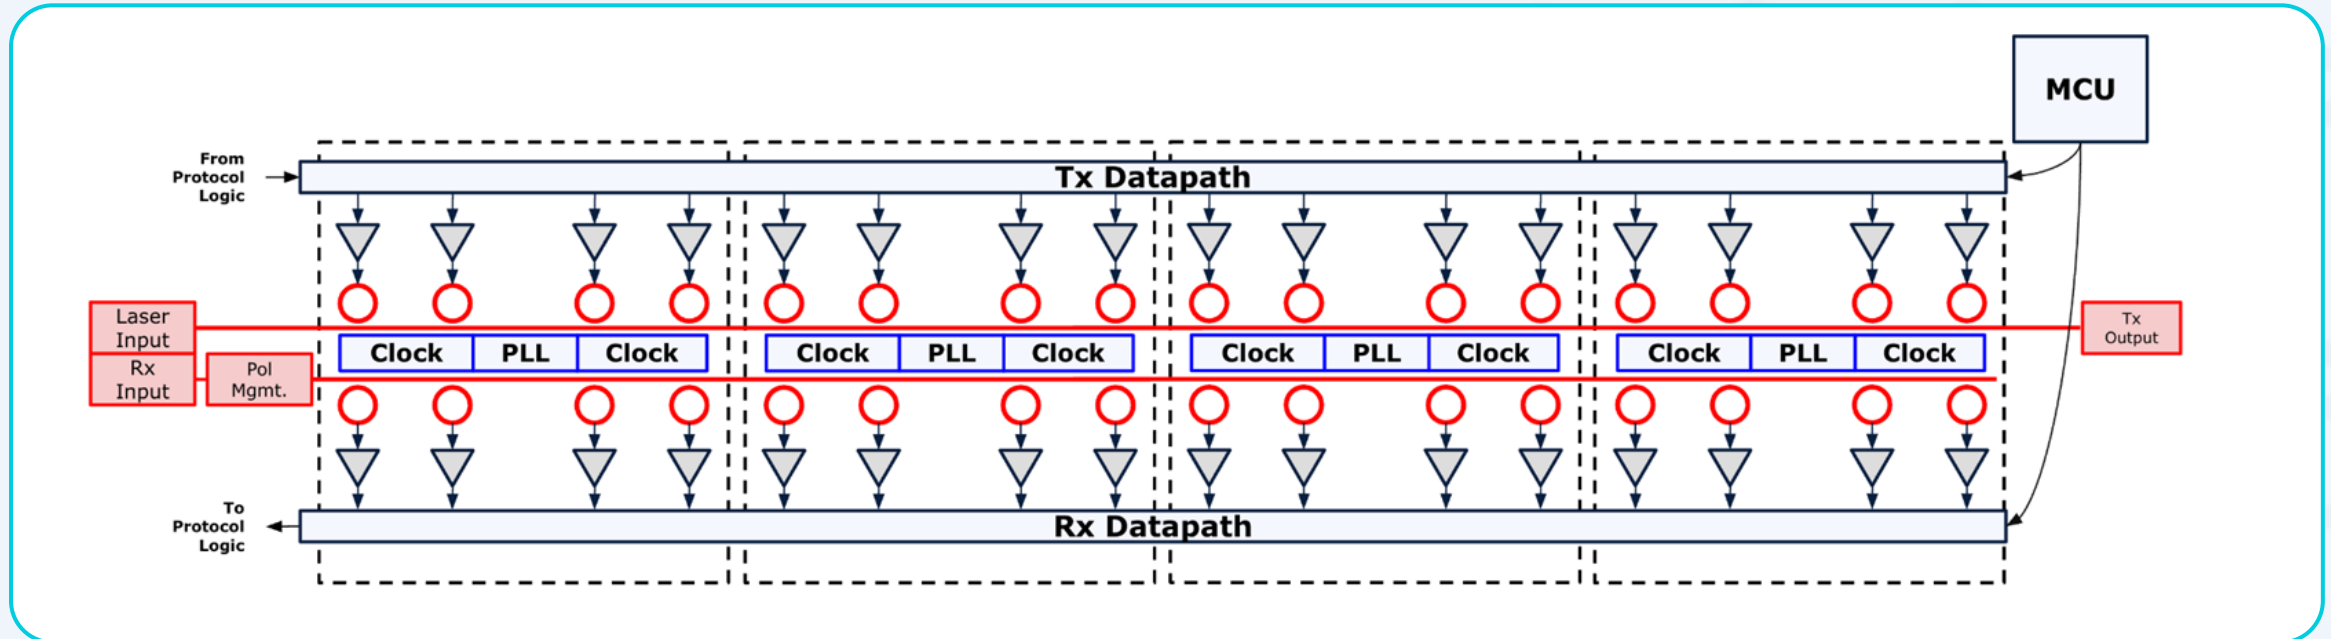 MCU
From
Protocol
Logic
Tx Datapath
Laser
Input
Tx
Output
Clock PLL Clock Clock PLL Clock Clock PLL Clock Clock PLL Clock
Rx
Input
Pol
Mgmt.
To
Protocol
Logic
Rx Datapath